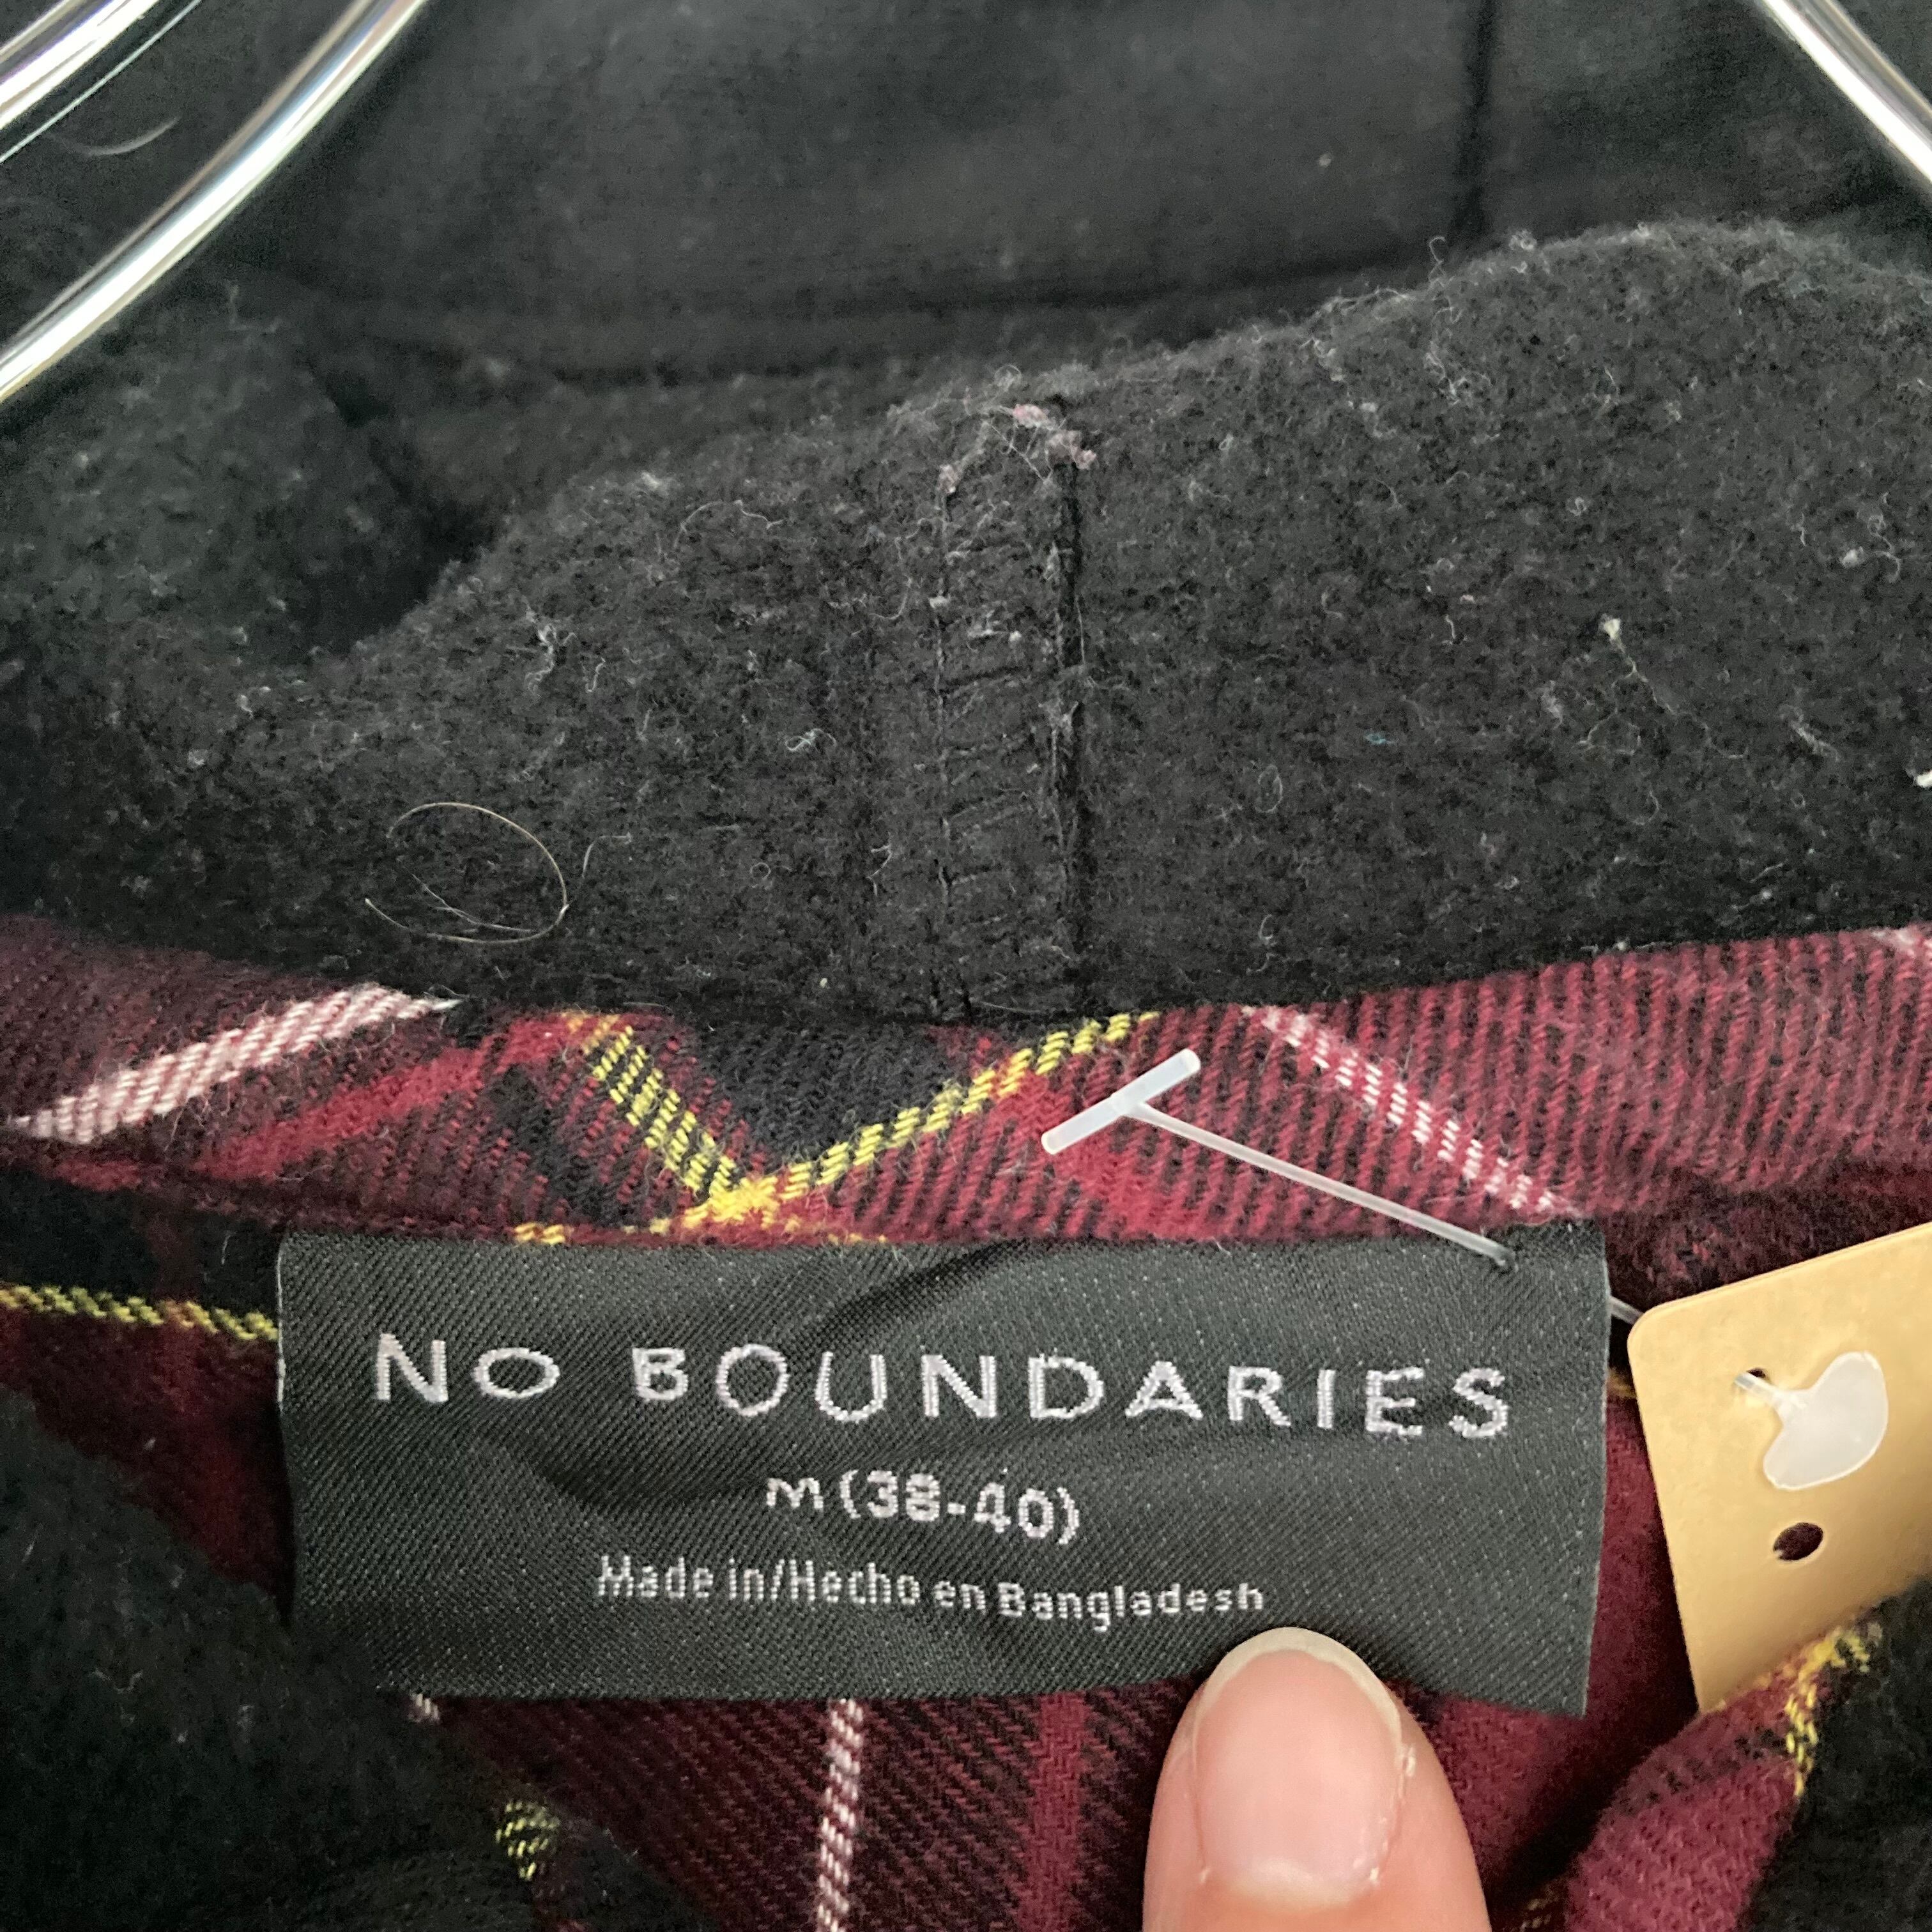 NO BOUNDARIES
M (38-40)
Made in/Hecho en Bangladesh